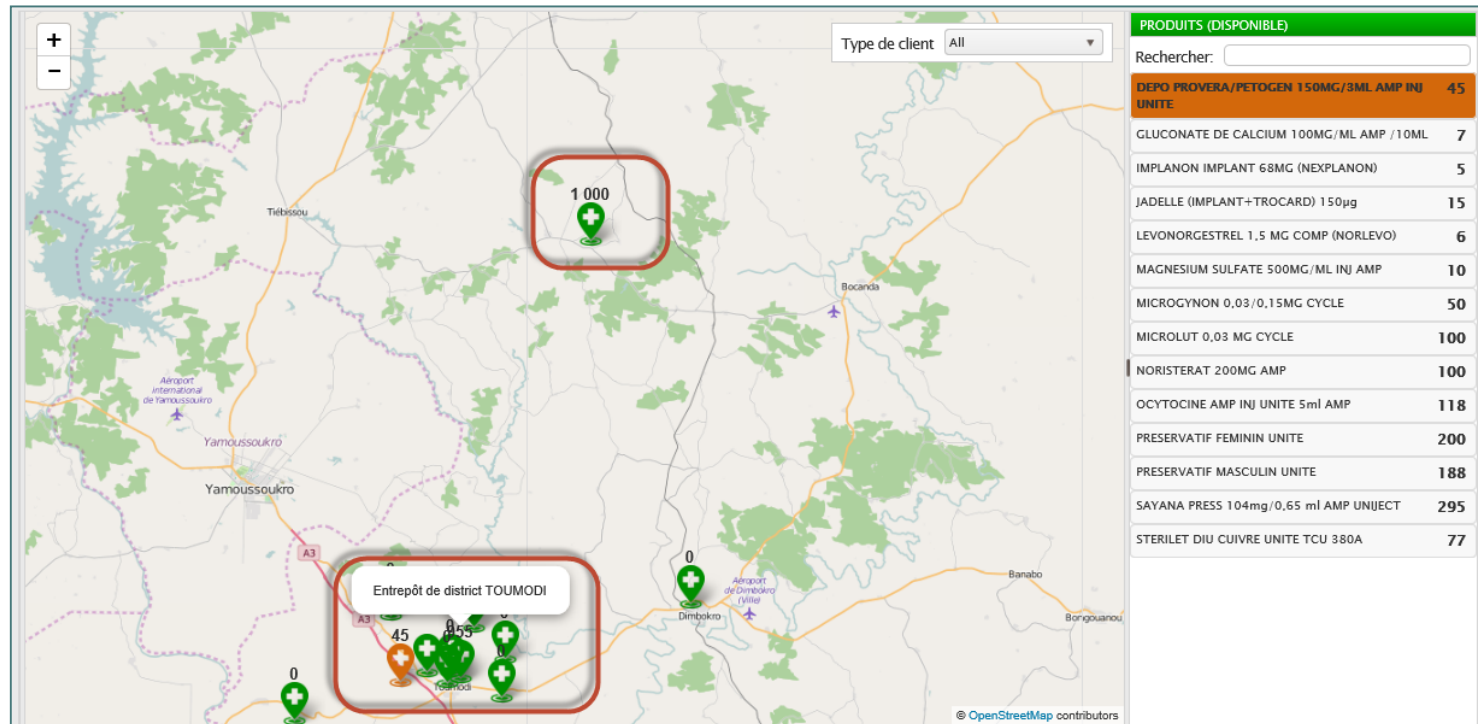 +
−
Type de client All
1 000
Tiébissou
Bocanda
Aéroport
international
de Yamoussoukro
Yamoussoukro
Yamoussoukro
A3
0
Entrepôt de district TOUMODI
A3
45
0
Toumodi
0
0
Aéroport
de Dimbokro
(Ville)
Dimbokro
Banabo
Bongouanou
© OpenStreetMap contributors
PRODUITS (DISPONIBLE)
Rechercher:
DEPO PROVERA/PETOGEN 150MG/3ML AMP INJ 45
UNITE
GLUCONATE DE CALCIUM 100MG/ML AMP /10ML 7
IMPLANON IMPLANT 68MG (NEXPLANON) 5
JADELLE (IMPLANT+TROCARD) 150µg 15
LEVONORGESTREL 1,5 MG COMP (NORLEVO) 6
MAGNESIUM SULFATE 500MG/ML INJ AMP 10
MICROGYNON 0,03/0,15MG CYCLE 50
MICROLUT 0,03 MG CYCLE 100
NORISTERAT 200MG AMP 100
OCYTOCINE AMP INJ UNITE 5ml AMP 118
PRESERVATIF FEMININ UNITE 200
PRESERVATIF MASCULIN UNITE 188
SAYANA PRESS 104mg/0,65 ml AMP UNIJECT 295
STERILET DIU CUIVRE UNITE TCU 380A 77